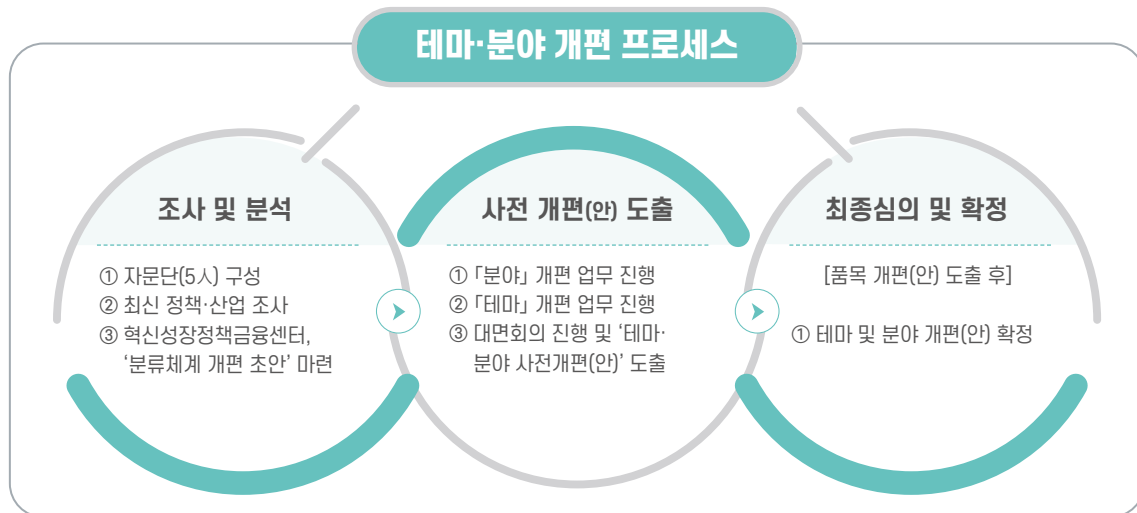 테마·분야 개편 프로세스
조사 및 분석
① 자문단(5人) 구성
② 최신 정책·산업 조사
③ 혁신성장정책금융센터,
‘분류체계 개편 초안’ 마련
사전 개편(안) 도출
① 「분야」 개편 업무 진행
② 「테마」 개편 업무 진행
③ 대면회의 진행 및 ‘테마·
분야 사전개편(안)’ 도출
최종심의 및 확정
[품목 개편(안) 도출 후]
① 테마 및 분야 개편(안) 확정